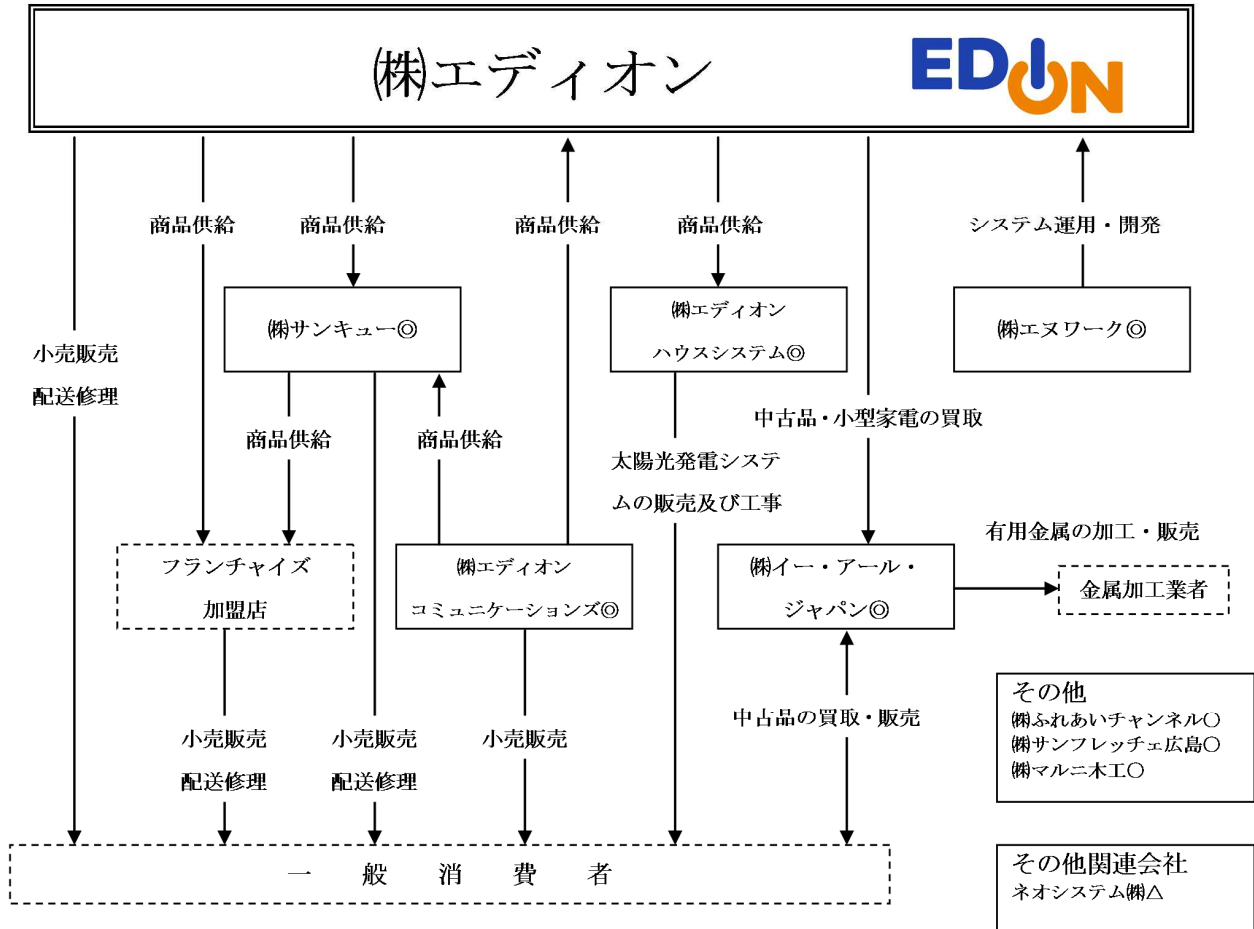 ㈱エディオン
EDION
商品供給
商品供給
商品供給
商品供給
システム運用・開発
㈱サンキュー◎
㈱エディオン
ハウスシステム◎
㈱エヌワーク◎
小売販売
配送修理
商品供給
商品供給
中古品・小型家電の買取
太陽光発電システ
ムの販売及び工事
有用金属の加工・販売
フランチャイズ
加盟店
㈱エディオン
コミュニケーションズ◎
㈱イー・アール・
ジャパン◎
金属加工業者
小売販売
配送修理
小売販売
配送修理
小売販売
中古品の買取・販売
その他
㈱ふれあいチャンネル○
㈱サンフレッチェ広島○
㈱マルニ木工○
一般消費者
その他関連会社
ネオシステム㈱△